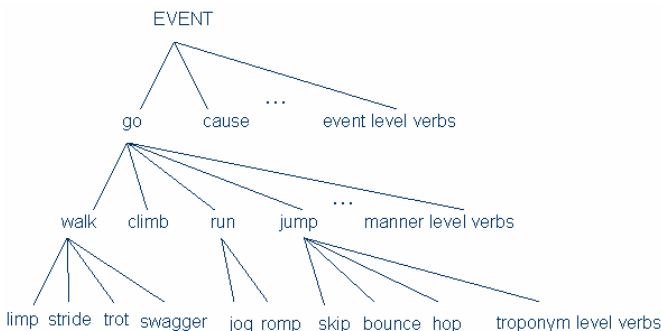 EVENT
go cause ... event level verbs
walk climb run jump ... manner level verbs
limp stride trot swagger jog romp skip bounce hop troponym level verbs